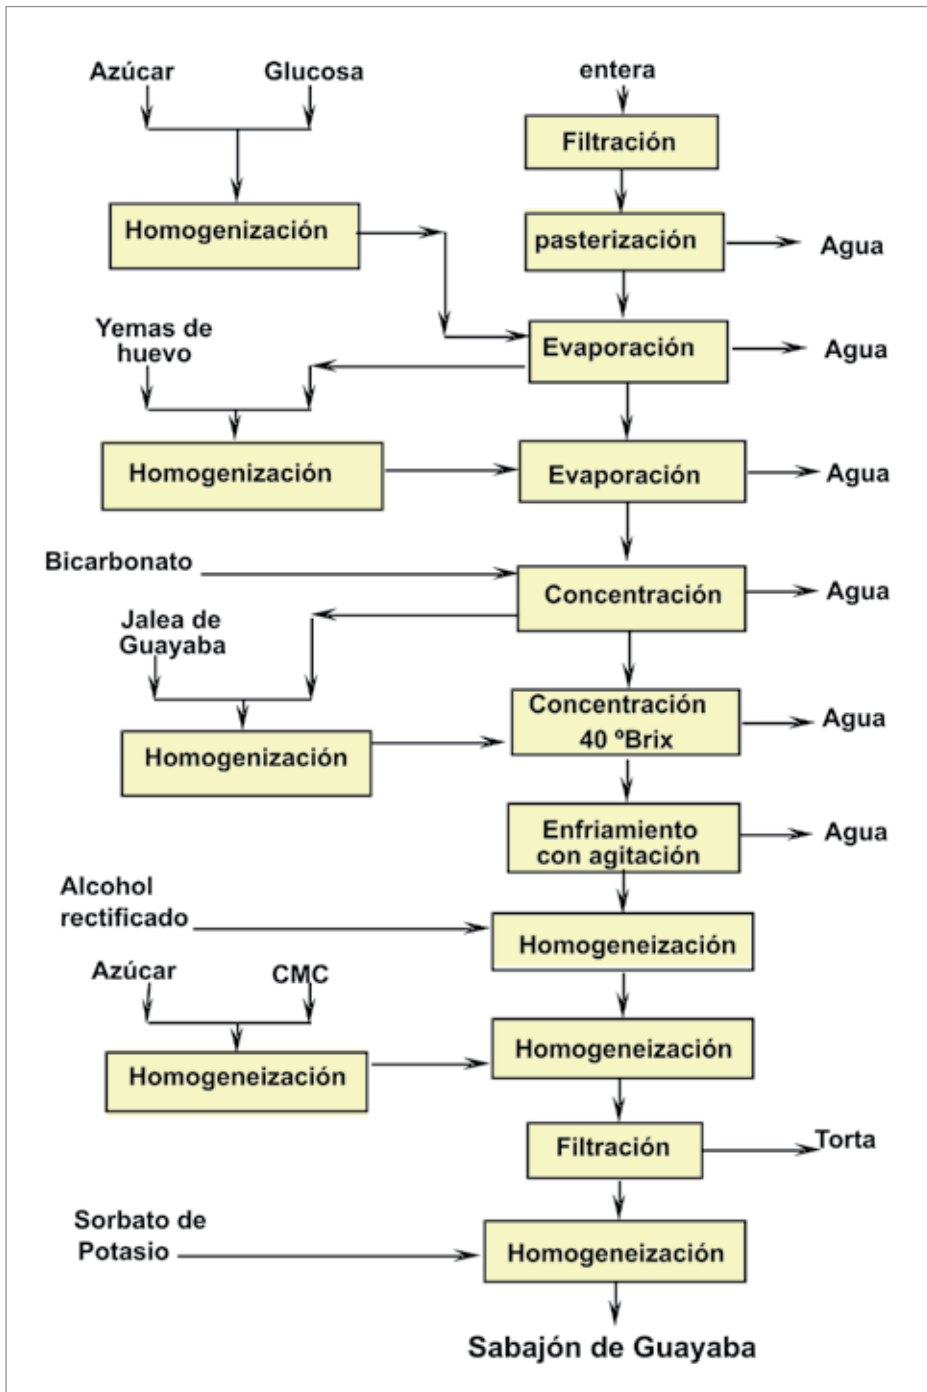 Azúcar
Glucosa
entera
Filtración
Homogenización
pasterización
Agua
Yemas de
huevo
Evaporación
Agua
Homogenización
Evaporación
Agua
Bicarbonato
Concentración
Agua
Jalea de
Guayaba
Concentración
40 ºBrix
Agua
Homogenización
Enfriamiento
con agitación
Agua
Alcohol
rectificado
Homogeneización
Azúcar
CMC
Homogeneización
Homogeneización
Filtración
Torta
Sorbato de
Potasio
Homogeneización
Sabajón de Guayaba